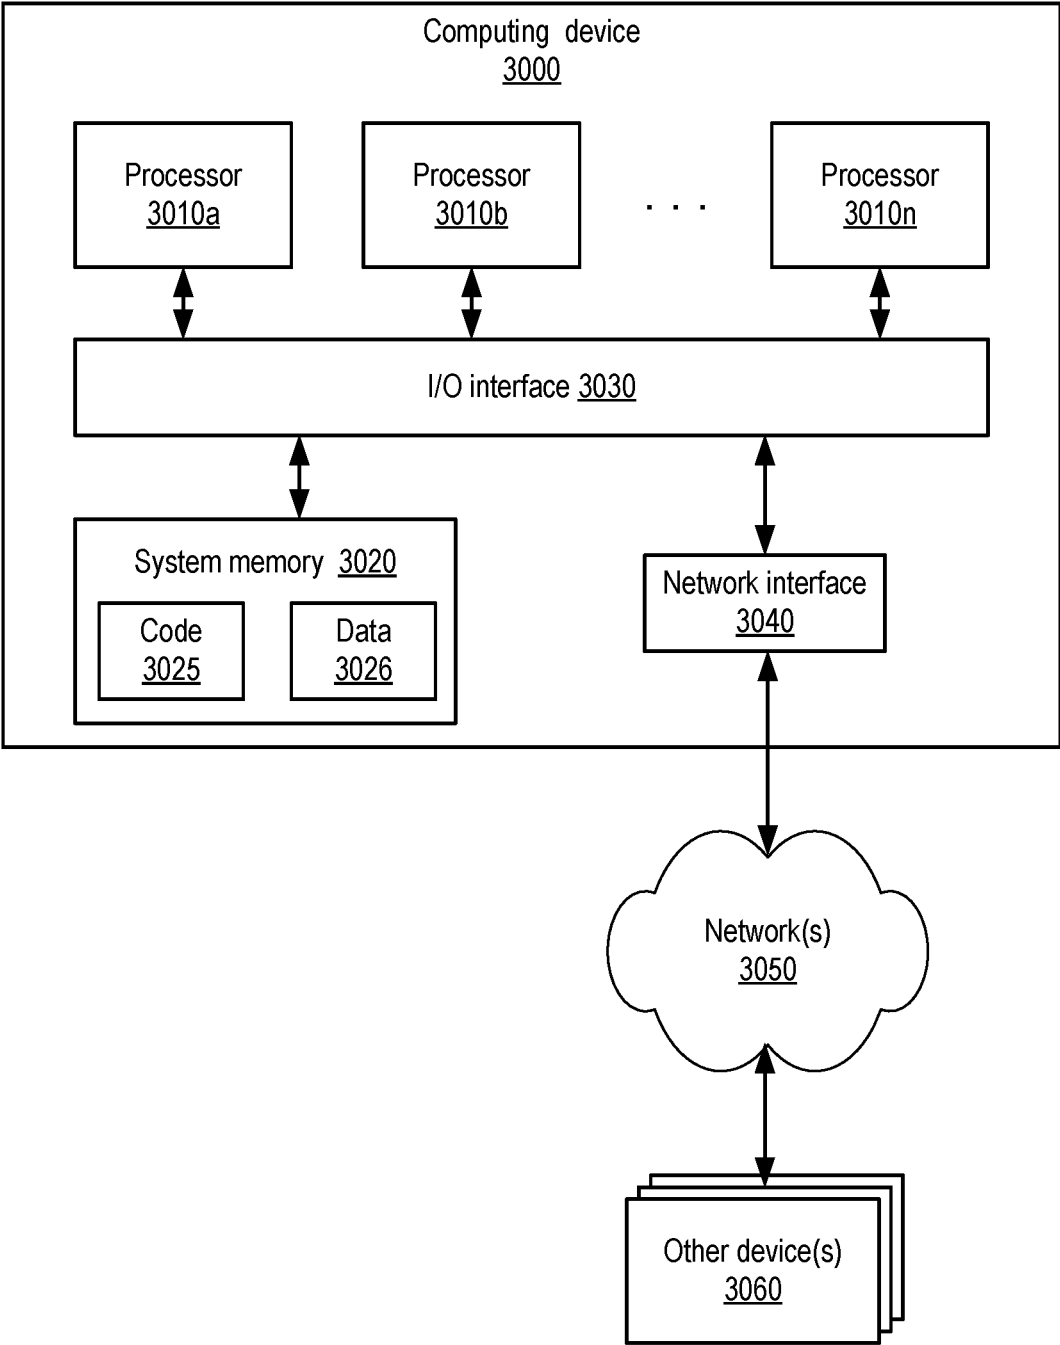 Computing device
3000
Processor
3010a
Processor
3010b
. . .
Processor
3010n
I/O interface 3030
System memory 3020
Code
3025
Data
3026
Network interface
3040
Network(s)
3050
Other device(s)
3060